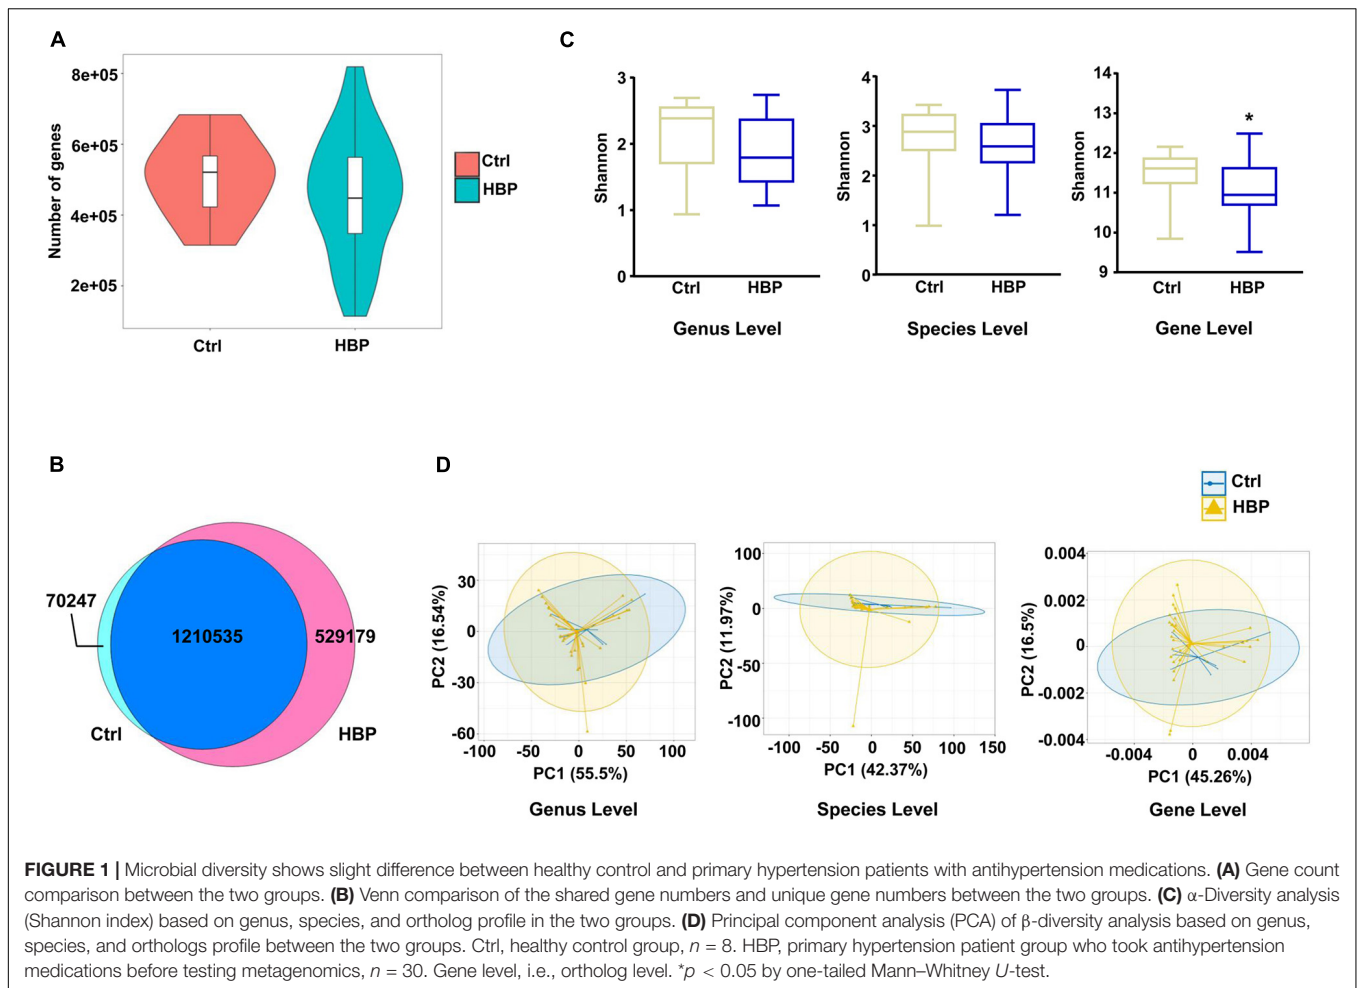 A
8e+05
6e+05
4e+05
2e+05
Number of genes
Ctrl
HBP
Ctrl
HBP
C
3
2
1
0
Shannon
Ctrl
HBP
Genus Level
4
3
2
1
0
Shannon
Ctrl
HBP
Species Level
14
13
12
11
10
9
Shannon
*
Ctrl
HBP
Gene Level
B
70247
1210535
529179
Ctrl
HBP
D
Ctrl
HBP
30
0
-30
-60
PC2 (16.54%)
-100 -50 0 50 100
PC1 (55.5%)
Genus Level
100
0
-50
-100
PC2 (11.97%)
-100 -50 0 50 100 150
PC1 (42.37%)
Species Level
0.004
0.002
0
-0.002
-0.004
PC2 (16.5%)
-0.004 0 0.004
PC1 (45.26%)
Gene Level
FIGURE 1 | Microbial diversity shows slight difference between healthy control and primary hypertension patients with antihypertension medications. (A) Gene count
comparison between the two groups. (B) Venn comparison of the shared gene numbers and unique gene numbers between the two groups. (C) α-Diversity analysis
(Shannon index) based on genus, species, and ortholog profile in the two groups. (D) Principal component analysis (PCA) of β-diversity analysis based on genus,
species, and orthologs profile between the two groups. Ctrl, healthy control group, n = 8. HBP, primary hypertension patient group who took antihypertension
medications before testing metagenomics, n = 30. Gene level, i.e., ortholog level. *p < 0.05 by one-tailed Mann–Whitney U-test.